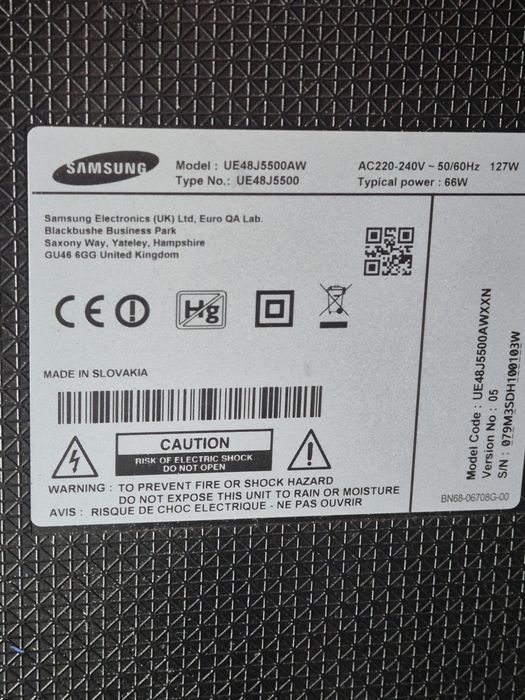 SAMSUNG
Model : UE48J5500AW
Type No.: UE48J5500
AC220-240V ~ 50/60Hz 127W
Typical power : 66W
Samsung Electronics (UK) Ltd, Euro QA Lab.
Blackbushe Business Park
Saxony Way, Yateley, Hampshire
GU46 6GG United Kingdom
CE
Hg
MADE IN SLOVAKIA
CAUTION
RISK OF ELECTRIC SHOCK
DO NOT OPEN
WARNING : TO PREVENT FIRE OR SHOCK HAZARD
DO NOT EXPOSE THIS UNIT TO RAIN OR MOISTURE
AVIS : RISQUE DE CHOC ELECTRIQUE - NE PAS OUVRIR
Model Code : UE48J5500AWXXN
Version No : 05
S/N : 079M3SDH100103W
BN68-06708G-00